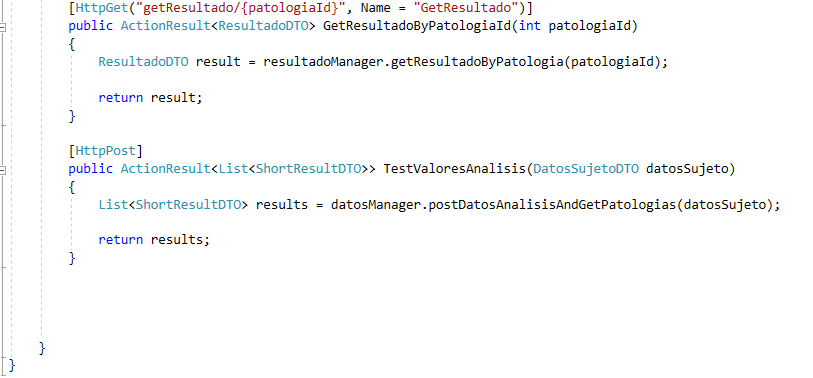 [HttpGet("getResultado/{patologiaId}", Name = "GetResultado")]
public ActionResult<ResultadoDTO> GetResultadoByPatologiaId(int patologiaId)
{
ResultadoDTO result = resultadoManager.getResultadoByPatologia(patologiaId);
return result;
}
[HttpPost]
public ActionResult<List<ShortResultDTO>> TestValoresAnalisis(DatosSujetoDTO datosSujeto)
{
List<ShortResultDTO> results = datosManager.postDatosAnalisisAndGetPatologias(datosSujeto);
return results;
}
}
}